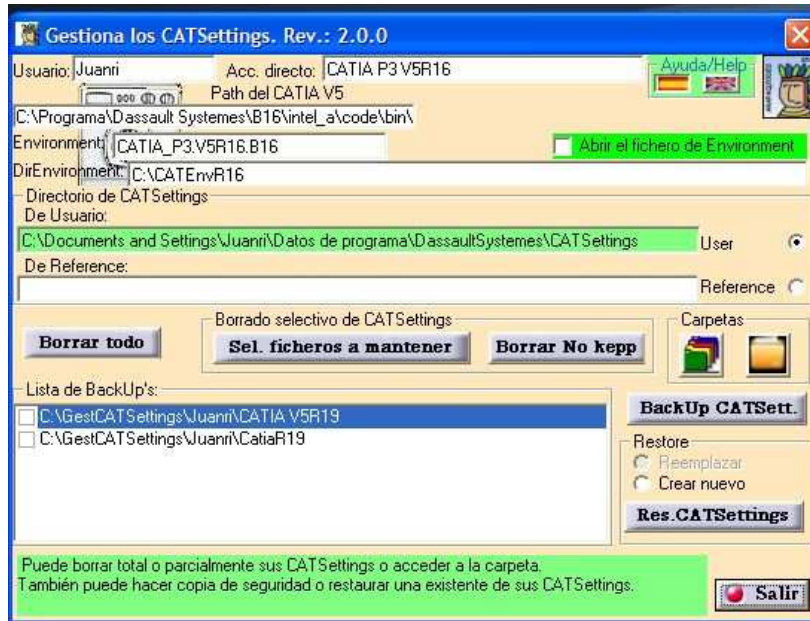 Gestiona los CATSettings. Rev.: 2.0.0
Usuario: Juanri Acc. directo: CATIA P3 V5R16 Ayuda/Help
Path del CATIA V5
C:\Programa\Dassault Systemes\B16\intel_a\code\bin\
Environment: CATIA_P3.V5R16.B16 Abrir el fichero de Environment
DirEnvironment: C:\CATEnvR16
Directorio de CATSettings
De Usuario:
C:\Documents and Settings\Juanri\Datos de programa\DassaultSystemes\CATSettings User
De Reference:
Reference
Borrado selectivo de CATSettings Carpetas
Borrar todo Sel. ficheros a mantener Borrar No kepp
Lista de BackUp's:
BackUp CATSett.
C:\GestCATSettings\Juanri\CATIA V5R19
C:\GestCATSettings\Juanri\CatiaR19
Restore
Reemplazar
Crear nuevo
Res.CATSettings
Puede borrar total o parcialmente sus CATSettings o acceder a la carpeta.
También puede hacer copia de seguridad o restaurar una existente de sus CATSettings.
Salir